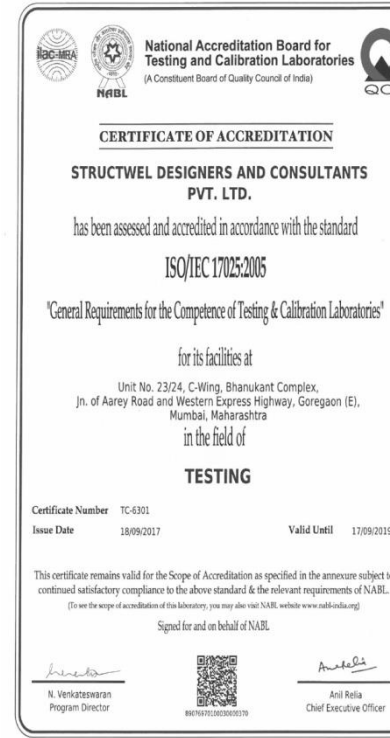 ilac-MRA
NABL
National Accreditation Board for
Testing and Calibration Laboratories
(A Constituent Board of Quality Council of India)
QC
CERTIFICATE OF ACCREDITATION
STRUCTWEL DESIGNERS AND CONSULTANTS
PVT. LTD.
has been assessed and accredited in accordance with the standard
ISO/IEC 17025:2005
"General Requirements for the Competence of Testing & Calibration Laboratories"
for its facilities at
Unit No. 23/24, C-Wing, Bhanukant Complex,
Jn. of Aarey Road and Western Express Highway, Goregaon (E),
Mumbai, Maharashtra
in the field of
TESTING
Certificate Number TC-6301
Issue Date 18/09/2017 Valid Until 17/09/2019
This certificate remains valid for the Scope of Accreditation as specified in the annexure subject to
continued satisfactory compliance to the above standard & the relevant requirements of NABL.
(To see the scope of accreditation of this laboratory, you may also visit NABL website www.nabl-india.org)
Signed for and on behalf of NABL
N. Venkateswaran
Program Director
Anil Relia
Chief Executive Officer